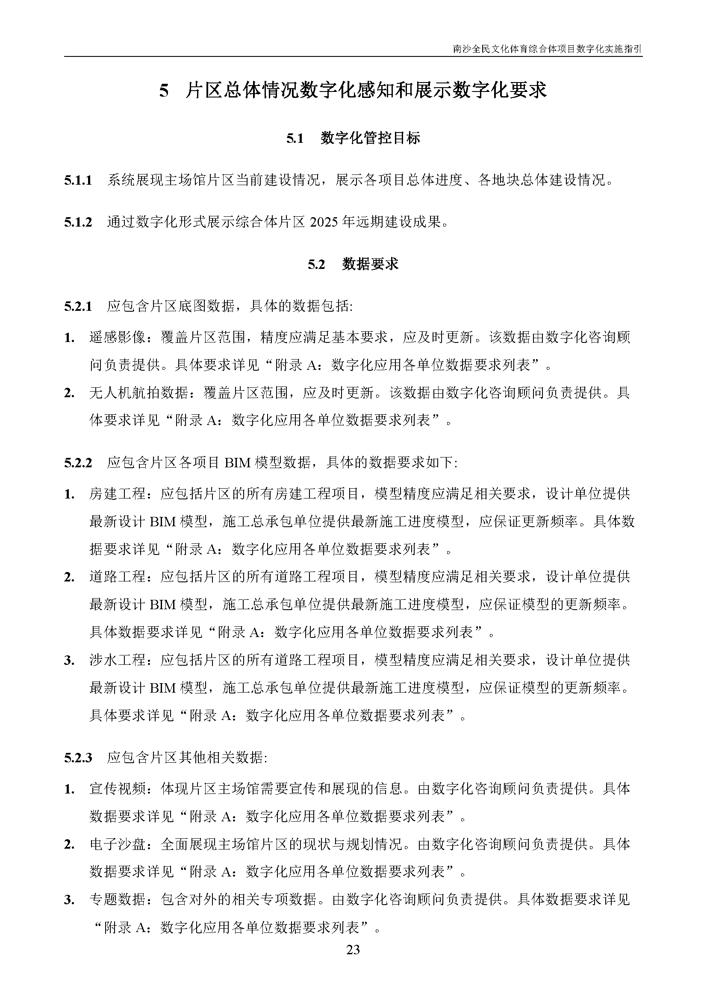 南沙全民文化体育综合体项目数字化实施指引
5 片区总体情况数字化感知和展示数字化要求
5.1 数字化管控目标
5.1.1 系统展现主场馆片区当前建设情况，展示各项目总体进度、各地块总体建设情况。
5.1.2 通过数字化形式展示综合体片区 2025 年远期建设成果。
5.2 数据要求
5.2.1 应包含片区底图数据，具体的数据包括:
1. 遥感影像：覆盖片区范围，精度应满足基本要求，应及时更新。该数据由数字化咨询顾
问负责提供。具体要求详见“附录 A：数字化应用各单位数据要求列表”。
2. 无人机航拍数据：覆盖片区范围，应及时更新。该数据由数字化咨询顾问负责提供。具
体要求详见“附录 A：数字化应用各单位数据要求列表”。
5.2.2 应包含片区各项目 BIM 模型数据，具体的数据要求如下:
1. 房建工程：应包括片区的所有房建工程项目，模型精度应满足相关要求，设计单位提供
最新设计 BIM 模型，施工总承包单位提供最新施工进度模型，应保证更新频率。具体数
据要求详见“附录 A：数字化应用各单位数据要求列表”。
2. 道路工程：应包括片区的所有道路工程项目，模型精度应满足相关要求，设计单位提供
最新设计 BIM 模型，施工总承包单位提供最新施工进度模型，应保证模型的更新频率。
具体数据要求详见“附录 A：数字化应用各单位数据要求列表”。
3. 涉水工程：应包括片区的所有道路工程项目，模型精度应满足相关要求，设计单位提供
最新设计 BIM 模型，施工总承包单位提供最新施工进度模型，应保证模型的更新频率。
具体要求详见“附录 A：数字化应用各单位数据要求列表”。
5.2.3 应包含片区其他相关数据:
1. 宣传视频：体现片区主场馆需要宣传和展现的信息。由数字化咨询顾问负责提供。具体
数据要求详见“附录 A：数字化应用各单位数据要求列表”。
2. 电子沙盘：全面展现主场馆片区的现状与规划情况。由数字化咨询顾问负责提供。具体
数据要求详见“附录 A：数字化应用各单位数据要求列表”。
3. 专题数据：包含对外的相关专项数据。由数字化咨询顾问负责提供。具体数据要求详见
“附录 A：数字化应用各单位数据要求列表”。
23